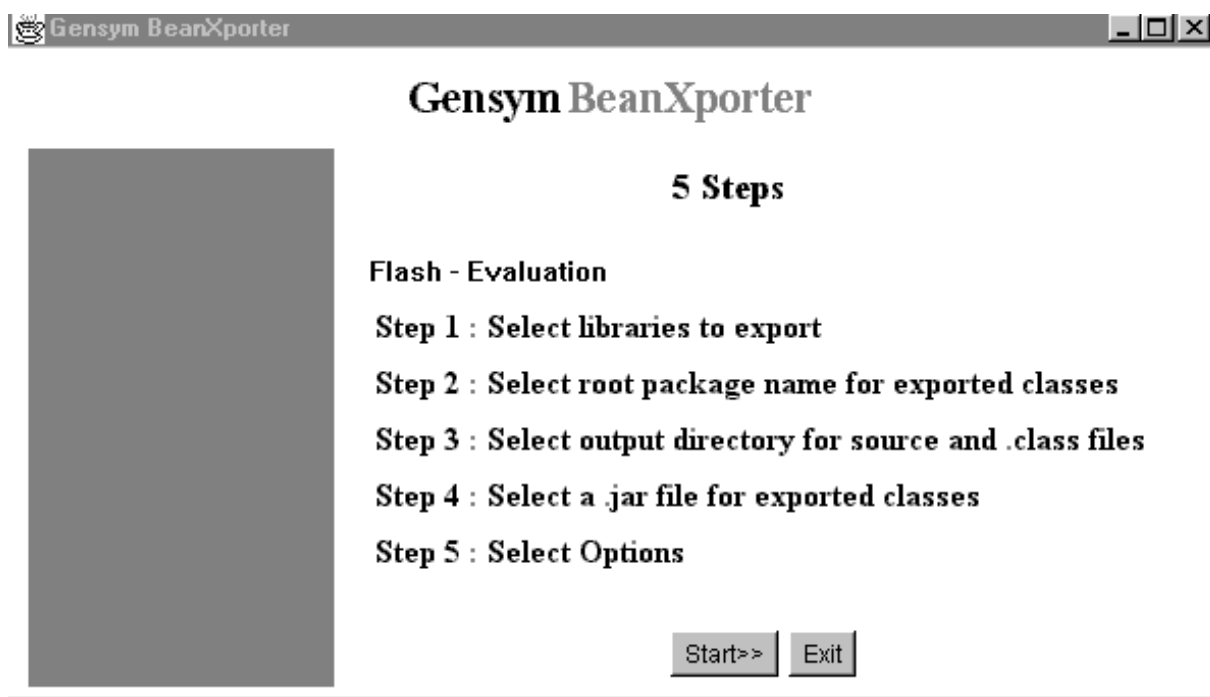 Gensym BeanXporter
Gensym BeanXporter
5 Steps
Flash - Evaluation
Step 1 : Select libraries to export
Step 2 : Select root package name for exported classes
Step 3 : Select output directory for source and .class files
Step 4 : Select a .jar file for exported classes
Step 5 : Select Options
Start>> Exit